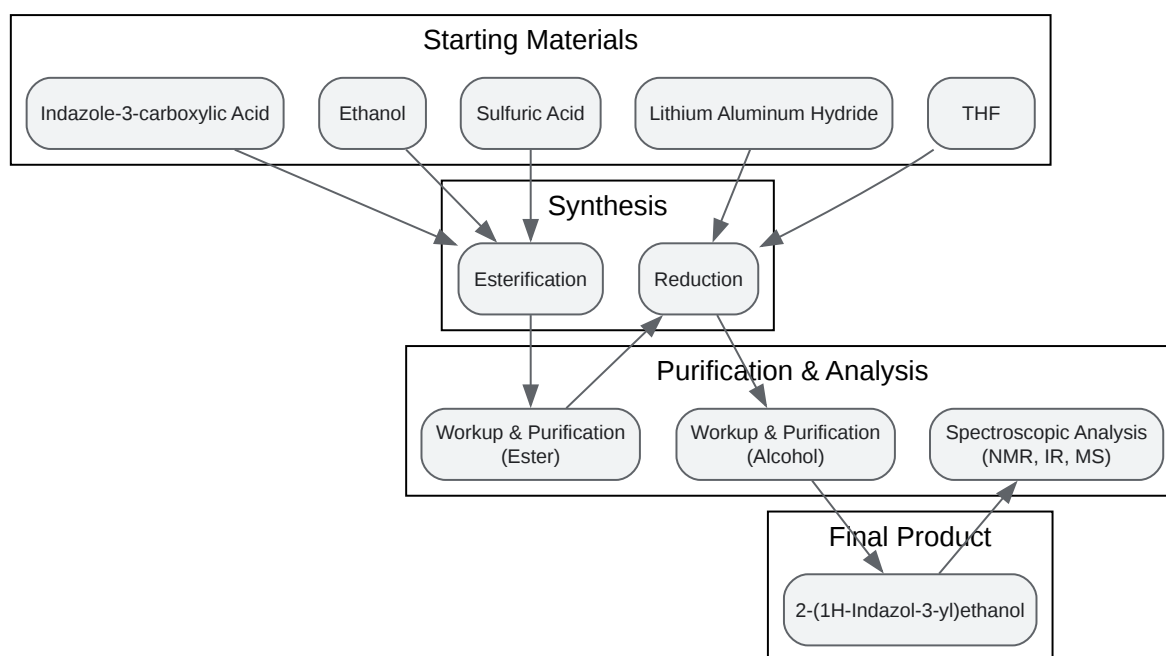 Starting Materials
Indazole-3-carboxylic Acid
Ethanol
Sulfuric Acid
Lithium Aluminum Hydride
THF
Synthesis
Esterification
Reduction
Purification & Analysis
Workup & Purification
(Ester)
Workup & Purification
(Alcohol)
Spectroscopic Analysis
(NMR, IR, MS)
Final Product
2-(1H-Indazol-3-yl)ethanol